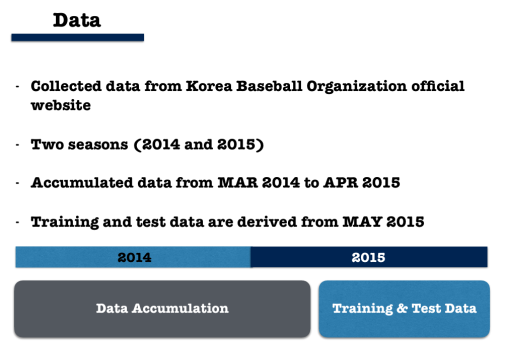 Data
- Collected data from Korea Baseball Organization official
website
- Two seasons (2014 and 2015)
- Accumulated data from MAR 2014 to APR 2015
- Training and test data are derived from MAY 2015
2014 2015
Data Accumulation Training & Test Data